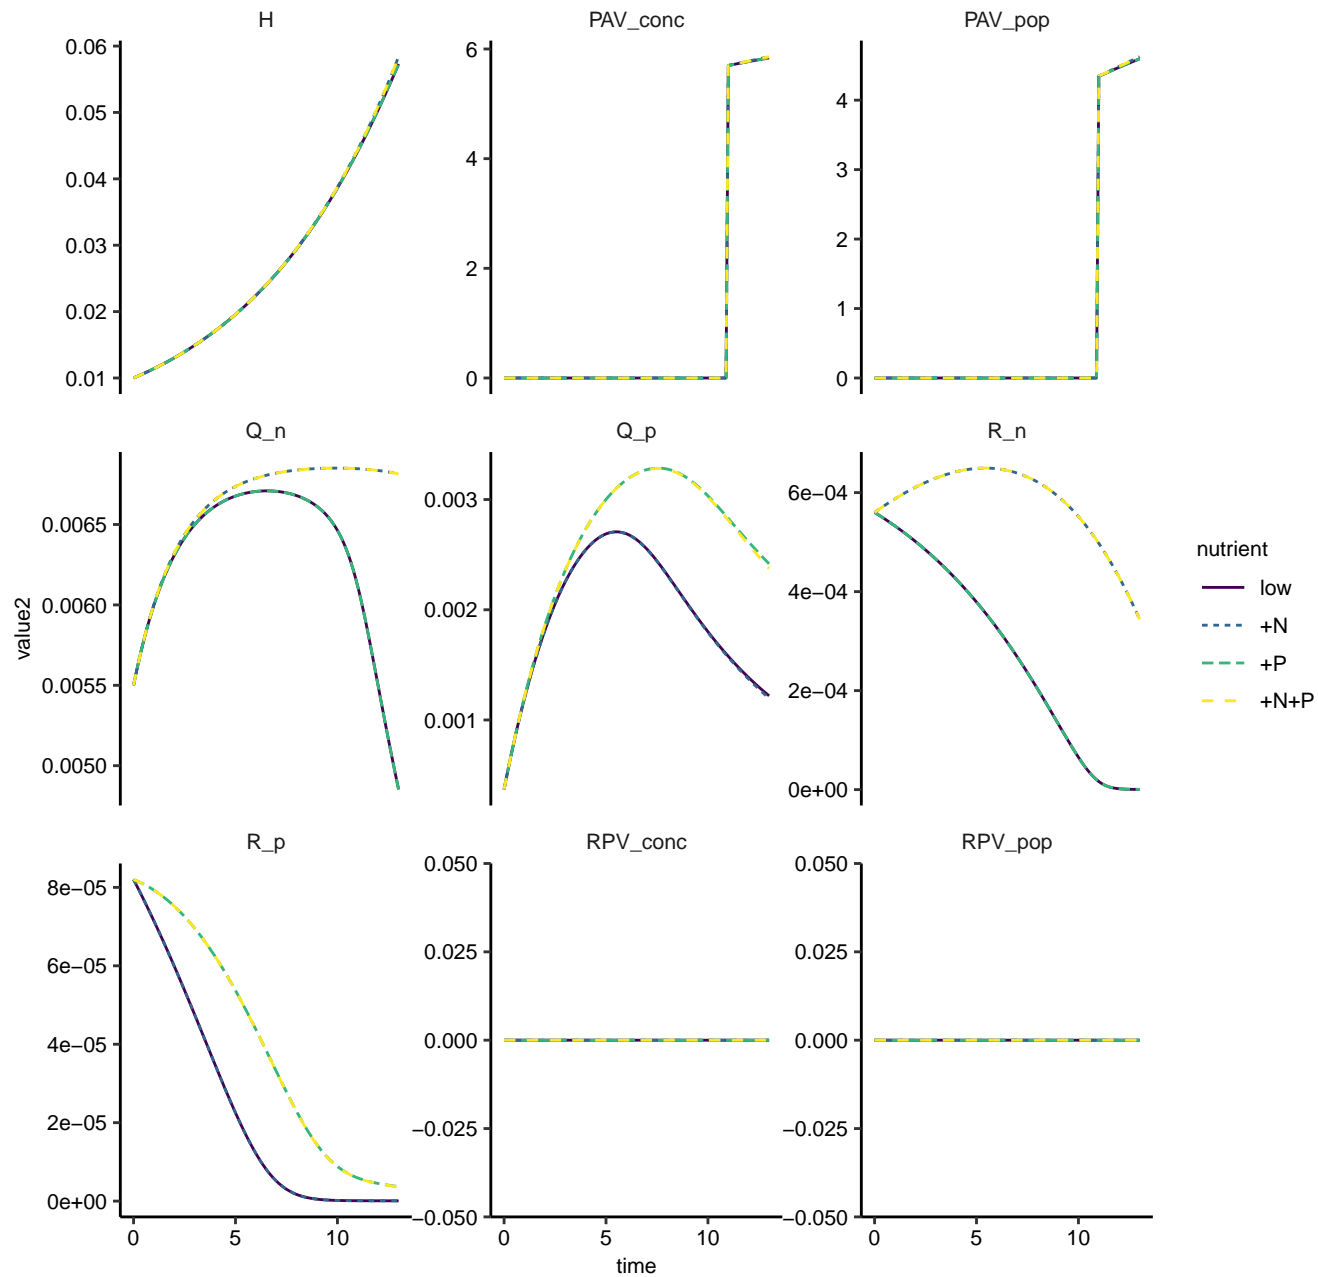 H
PAV_conc
PAV_pop
0.06
0.05
0.04
0.03
0.02
0.01
6
4
2
0
4
3
2
1
0
Q_n
Q_p
R_n
0.0065
0.0060
0.0055
0.0050
0.003
0.002
0.001
6e−04
4e−04
2e−04
0e+00
value2
nutrient
low
+N
+P
+N+P
R_p
RPV_conc
RPV_pop
8e−05
6e−05
4e−05
2e−05
0e+00
0.050
0.025
0.000
−0.025
−0.050
0.050
0.025
0.000
−0.025
−0.050
0 5 10
0 5 10
0 5 10
time